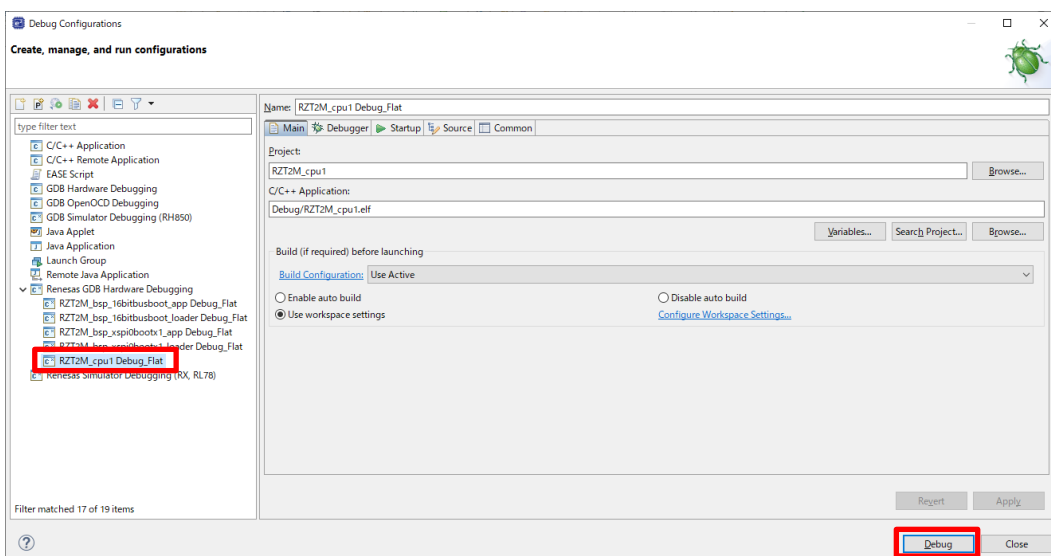 Debug Configurations
Create, manage, and run configurations
type filter text
C/C++ Application
C/C++ Remote Application
EASE Script
GDB Hardware Debugging
GDB OpenOCD Debugging
GDB Simulator Debugging (RH850)
Java Applet
Java Application
Launch Group
Remote Java Application
Renesas GDB Hardware Debugging
RZT2M_bsp_16bitbusboot_app Debug_Flat
RZT2M_bsp_16bitbusboot_loader Debug_Flat
RZT2M_bsp_xspi0bootx1_app Debug_Flat
RZT2M_bsp_xspi0bootx1_loader Debug_Flat
RZT2M_cpu1 Debug_Flat
Renesas Simulator Debugging (RX, RL78)
Filter matched 17 of 19 items
Name: RZT2M_cpu1 Debug_Flat
Main Debugger Startup Source Common
Project:
RZT2M_cpu1 Browse...
C/C++ Application:
Debug/RZT2M_cpu1.elf
Variables... Search Project... Browse...
Build (if required) before launching
Build Configuration: Use Active
Enable auto build Disable auto build
Use workspace settings Configure Workspace Settings...
Revert Apply
Debug Close